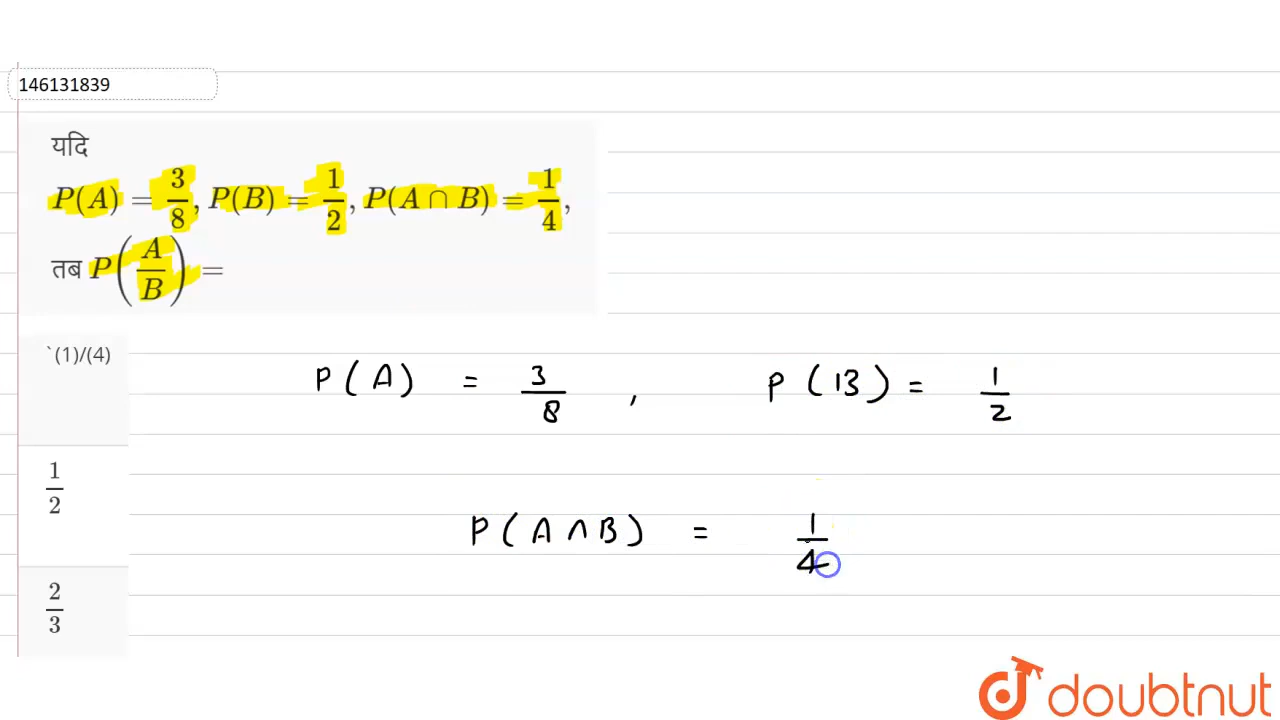 146131839
यदि
P(A) = 3/8, P(B) = 1/2, P(A ∩ B) = 1/4,
तब P(A/B) =
`(1)/(4)
P(A) = 3/8 , P(B) = 1/2
1/2
P(A ∩ B) = 1/4
2/3
doubtnut